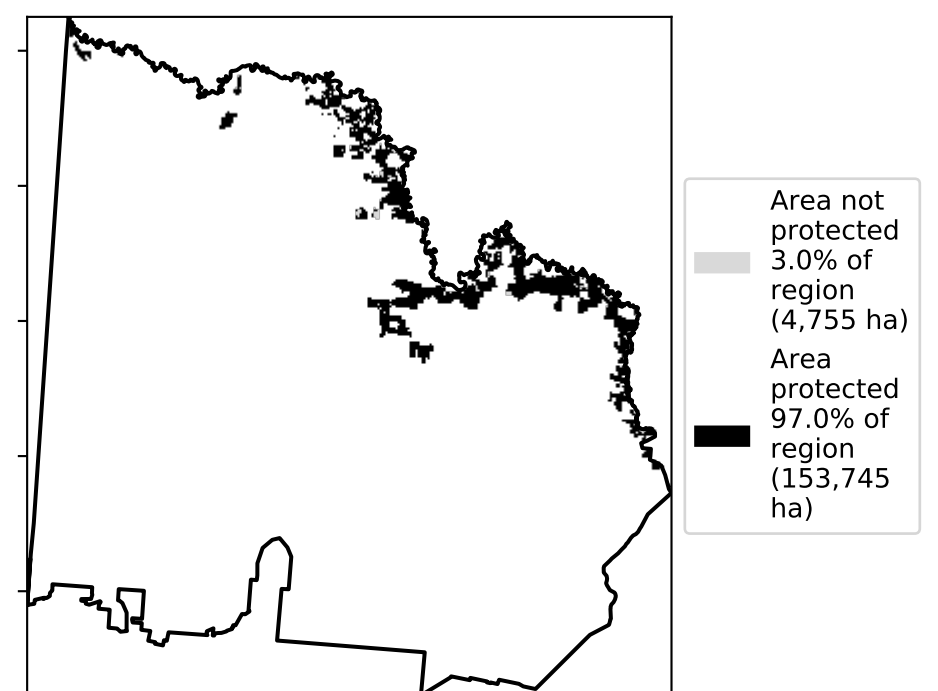 Area not
protected
3.0% of
region
(4,755 ha)
Area
protected
97.0% of
region
(153,745
ha)